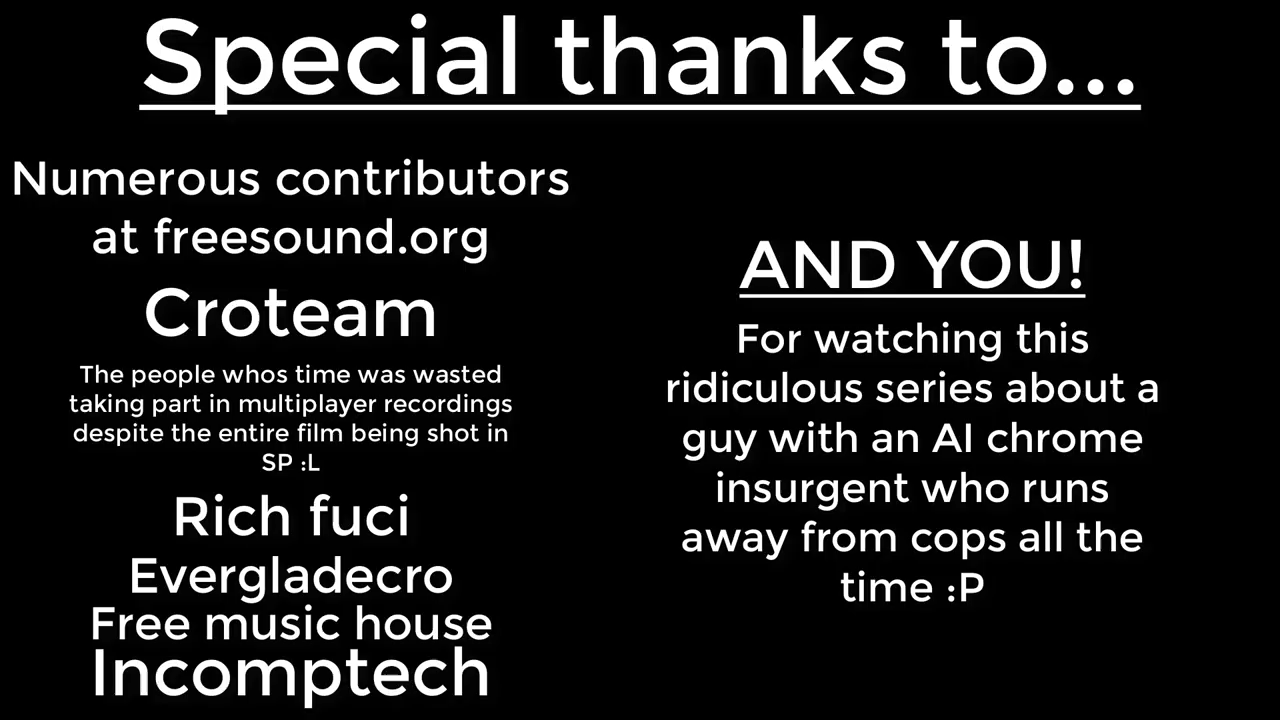 Special thanks to...
Numerous contributors
at freesound.org
Croteam
The people whos time was wasted
taking part in multiplayer recordings
despite the entire film being shot in
SP :L
Rich fuci
Evergladecro
Free music house
Incomptech
AND YOU!
For watching this
ridiculous series about a
guy with an AI chrome
insurgent who runs
away from cops all the
time :P